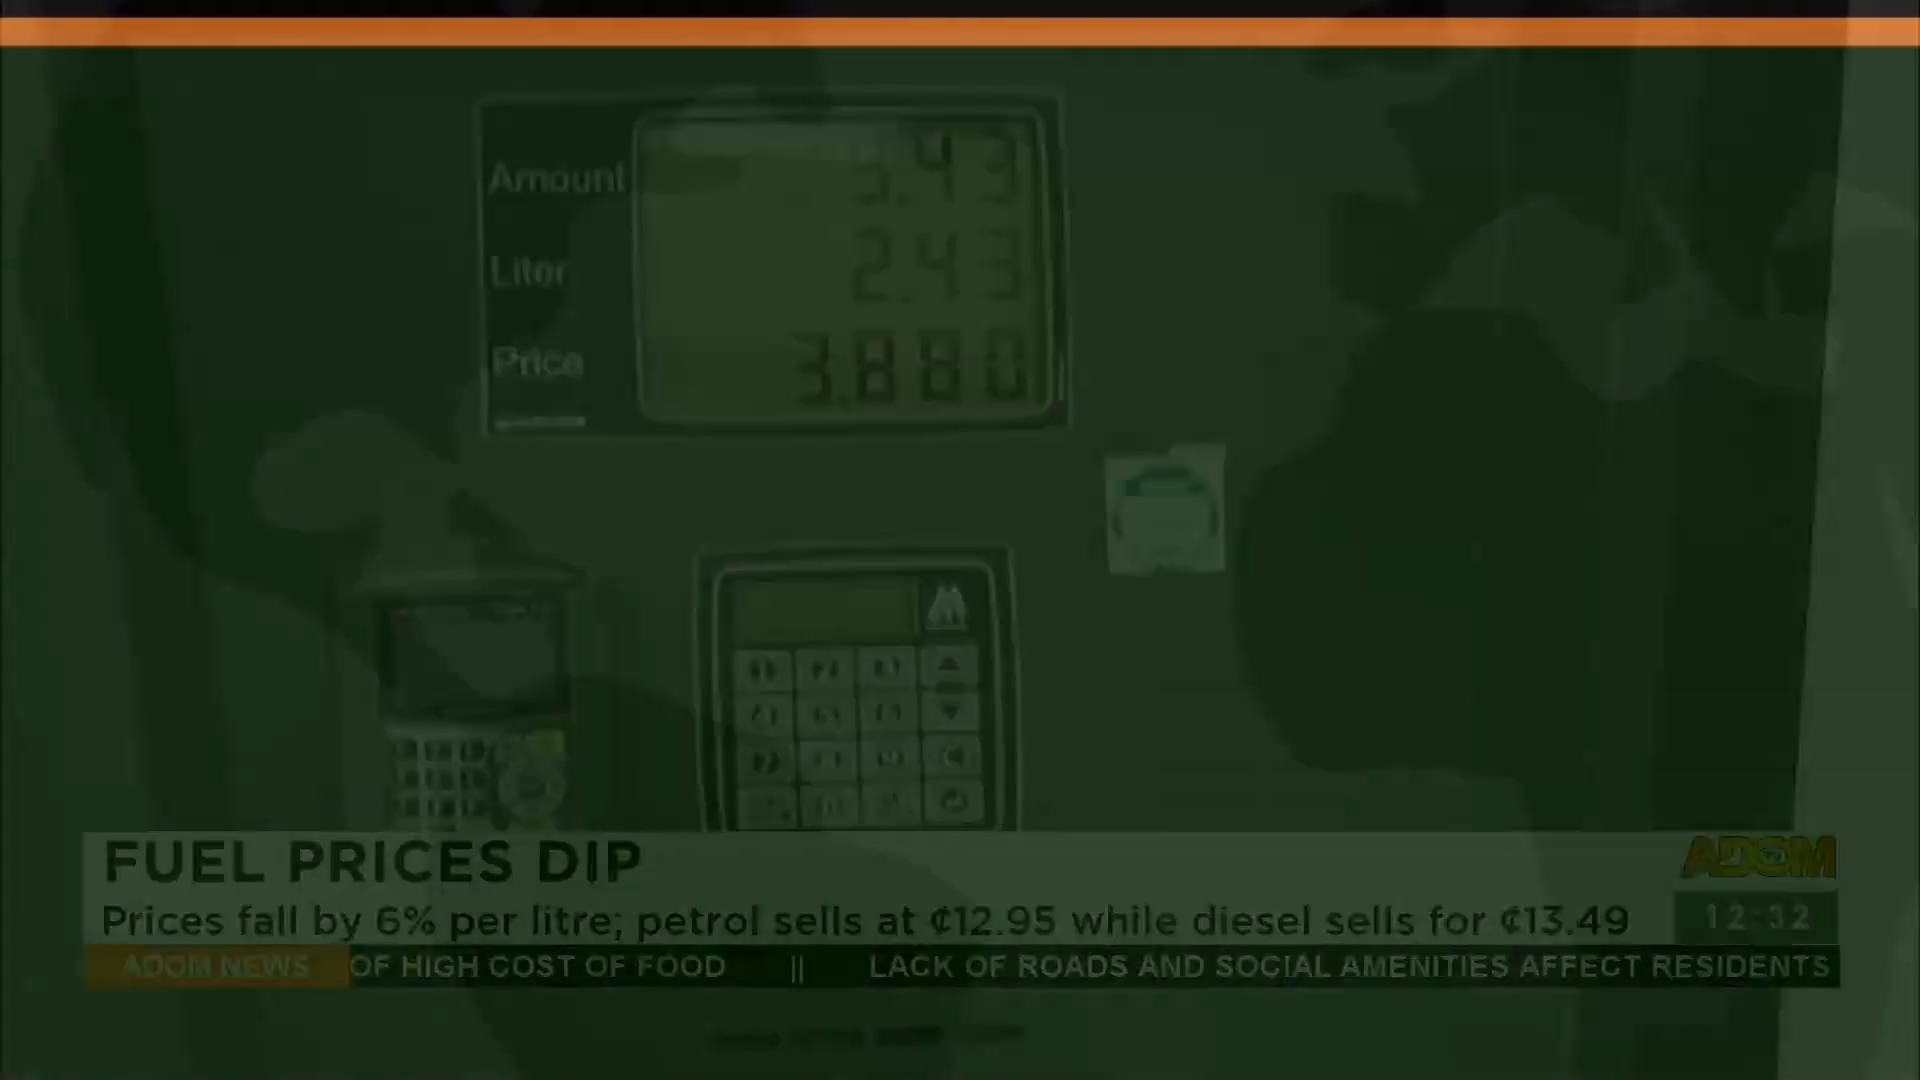 Amount
3.43
Liter
2.43
Price
3.880
FUEL PRICES DIP
ADOM
Prices fall by 6% per litre; petrol sells at ₵12.95 while diesel sells for ₵13.49
12:32
ADOM NEWS
OF HIGH COST OF FOOD || LACK OF ROADS AND SOCIAL AMENITIES AFFECT RESIDENTS